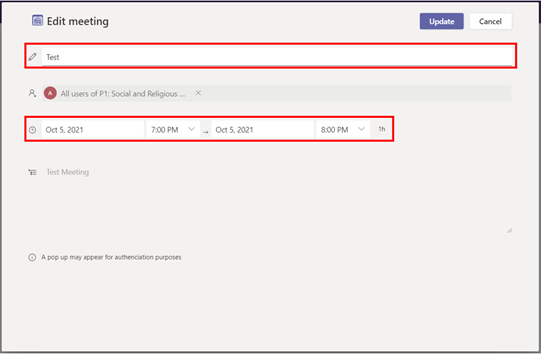 Edit meeting
Update
Cancel
Test
A All users of P1: Social and Religious ...
Oct 5, 2021 7:00 PM → Oct 5, 2021 8:00 PM 1h
Test Meeting
A pop up may appear for authenciation purposes